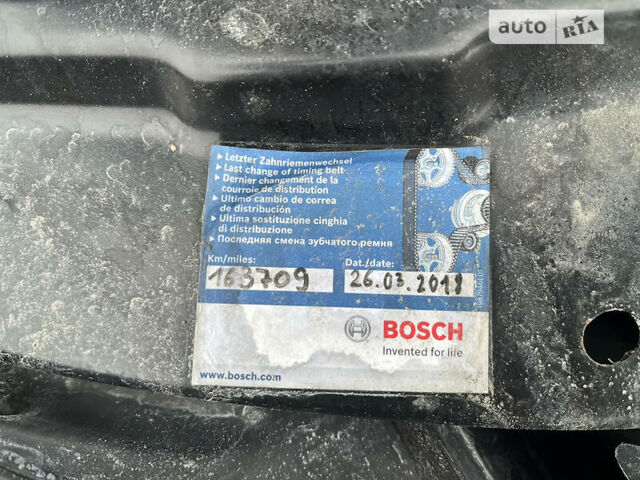 auto RIA
▸ Letzter Zahnriemenwechsel
▸ Last change of timing belt
▸ Dernier changement de la
courroie de distribution
▸ Ultimo cambio de correa
de distribución
▸ Ultima sostituzione cinghia
di distribuzione
▸ Последняя смена зубчатого ремня
Km/miles: Dat./date:
163709 26.03.2018
BOSCH
Invented for life
www.bosch.com